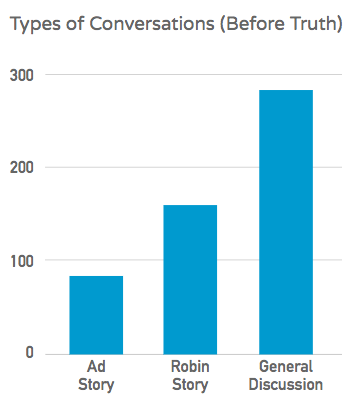 Types of Conversations (Before Truth)
300
200
100
0
Ad Story
Robin Story
General Discussion